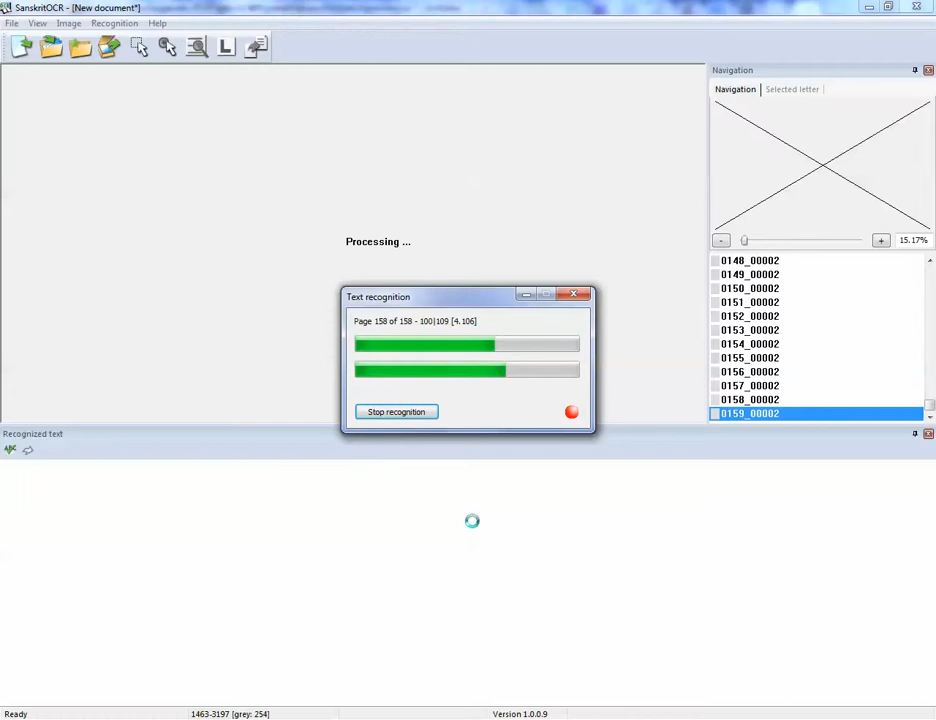 SanskritOCR - [New document*]
File View Image Recognition Help
L
Navigation
Navigation Selected letter
Processing ...
- + 15.17%
0148_00002
0149_00002
0150_00002
0151_00002
0152_00002
0153_00002
0154_00002
0155_00002
0156_00002
0157_00002
0158_00002
0159_00002
Text recognition
Page 158 of 158 - 100|109 [4.106]
Stop recognition
Recognized text
ABC
Ready 1463-3197 [grey: 254] Version 1.0.0.9